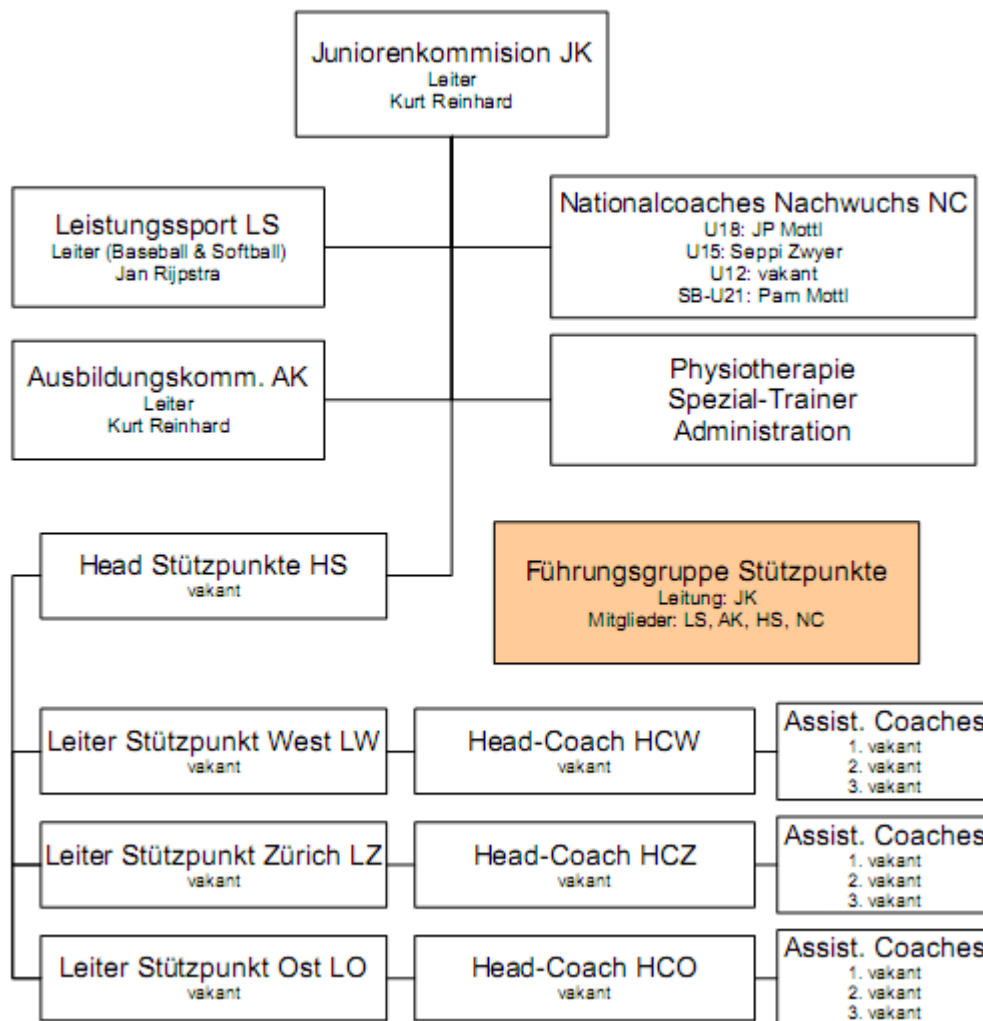 Juniorenkommision JK
Leiter
Kurt Reinhard
Leistungssport LS
Leiter (Baseball & Softball)
Jan Rijpstra
Nationalcoaches Nachwuchs NC
U18: JP Mottl
U15: Seppi Zwyer
U12: vakant
SB-U21: Pam Mottl
Ausbildungskomm. AK
Leiter
Kurt Reinhard
Physiotherapie
Spezial-Trainer
Administration
Head Stützpunkte HS
vakant
Führungsgruppe Stützpunkte
Leitung: JK
Mitglieder: LS, AK, HS, NC
Leiter Stützpunkt West LW
vakant
Head-Coach HCW
vakant
Assist. Coaches
1. vakant
2. vakant
3. vakant
Leiter Stützpunkt Zürich LZ
vakant
Head-Coach HCZ
vakant
Assist. Coaches
1. vakant
2. vakant
3. vakant
Leiter Stützpunkt Ost LO
vakant
Head-Coach HCO
vakant
Assist. Coaches
1. vakant
2. vakant
3. vakant